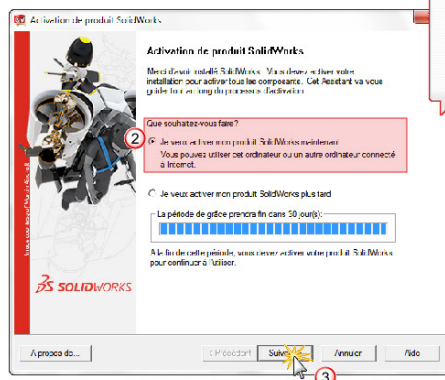 Activation de produit SolidWorks
Activation de produit SolidWorks
Merci d'avoir installé SolidWorks. Vous devez activer votre
installation pour activer tous les composants. Cet Assistant va vous
guider tout au long du processus d'activation.
Que souhaitez-vous faire?
2
Je veux activer mon produit SolidWorks maintenant
Vous pouvez utiliser cet ordinateur ou un autre ordinateur connecté
à Internet.
Je veux activer mon produit SolidWorks plus tard
La période de grâce prendra fin dans 30 jour(s):
A la fin de cette période, vous devez activer votre produit SolidWorks
pour continuer à l'utiliser.
SOLIDWORKS
A propos de...
< Précédent
Annuler
Aide
3